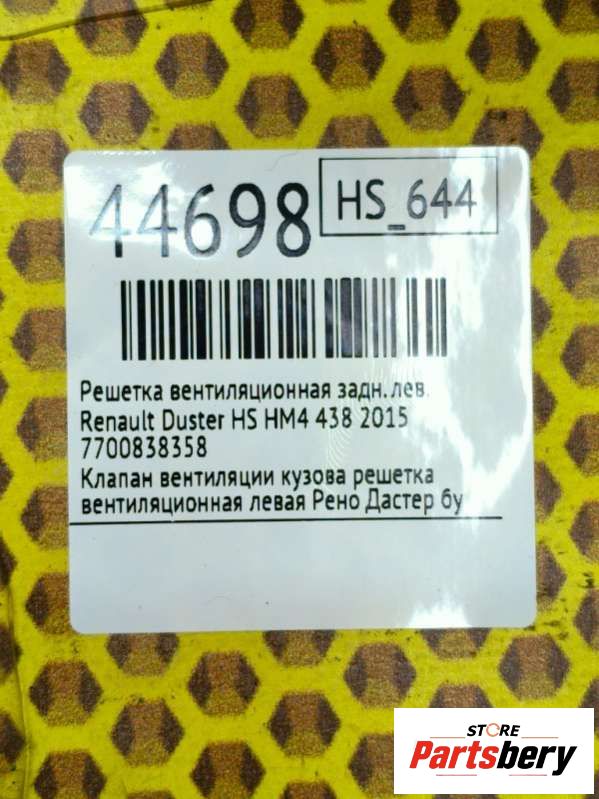 44698
HS_644
Решетка вентиляционная задн.лев.
Renault Duster HS HM4 438 2015
7700838358
Клапан вентиляции кузова решетка
вентиляционная левая Рено Дастер бу
STORE
Partsbery